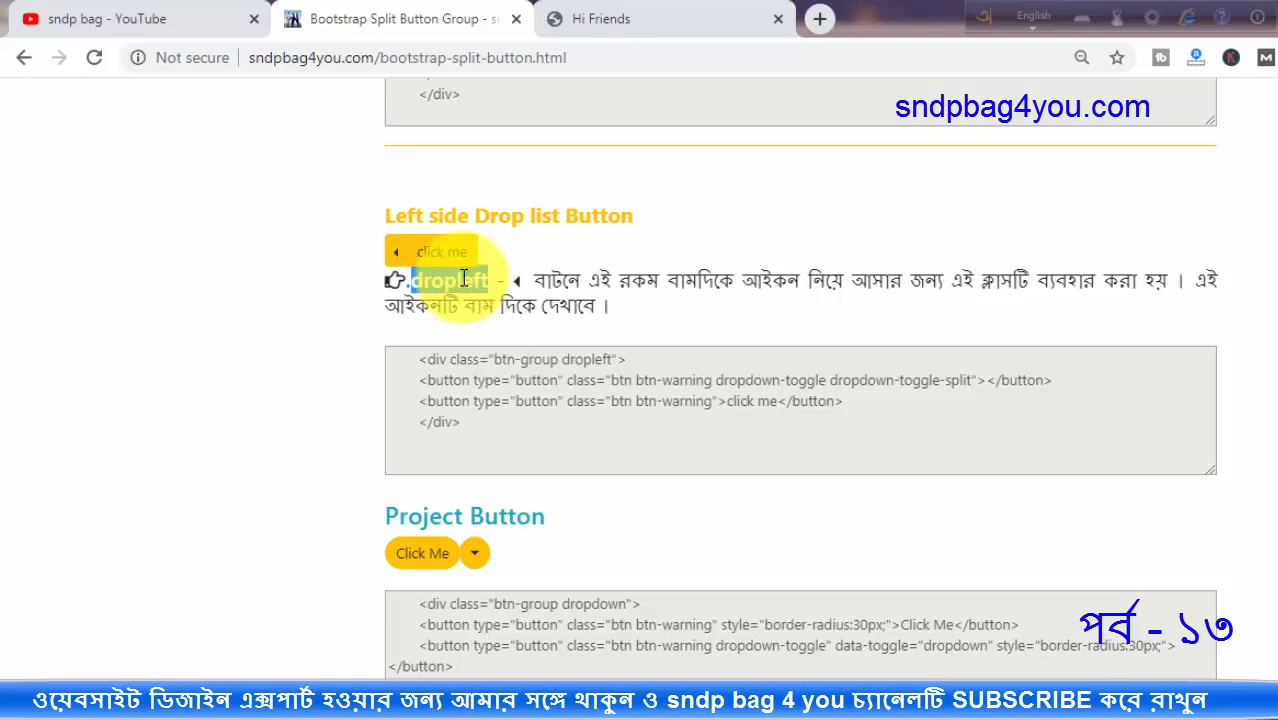 sndp bag - YouTube
Bootstrap Split Button Group - s
Hi Friends
English
Not secure
sndpbag4you.com/bootstrap-split-button.html
</div>
sndpbag4you.com
Left side Drop list Button
click me
.dropleft - বাটনে এই রকম বামদিকে আইকন নিয়ে আসার জন্য এই ক্লাসটি ব্যবহার করা হয় । এই
আইকনটি বাম দিকে দেখাবে ।
<div class="btn-group dropleft">
<button type="button" class="btn btn-warning dropdown-toggle dropdown-toggle-split"></button>
<button type="button" class="btn btn-warning">click me</button>
</div>
Project Button
Click Me
<div class="btn-group dropdown">
<button type="button" class="btn btn-warning" style="border-radius:30px;">Click Me</button>
<button type="button" class="btn btn-warning dropdown-toggle" data-toggle="dropdown" style="border-radius:30px;">
</button>
পর্ব - ১৩
ওয়েবসাইট ডিজাইন এক্সপার্ট হওয়ার জন্য আমার সঙ্গে থাকুন ও sndp bag 4 you চ্যানেলটি SUBSCRIBE করে রাখুন